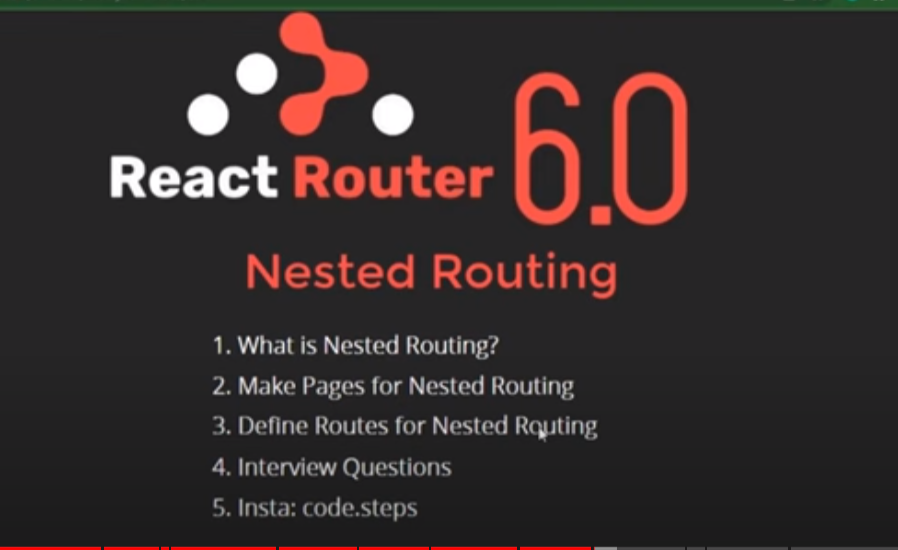 React Router 6.0
Nested Routing
1. What is Nested Routing?
2. Make Pages for Nested Routing
3. Define Routes for Nested Routing
4. Interview Questions
5. Insta: code.steps